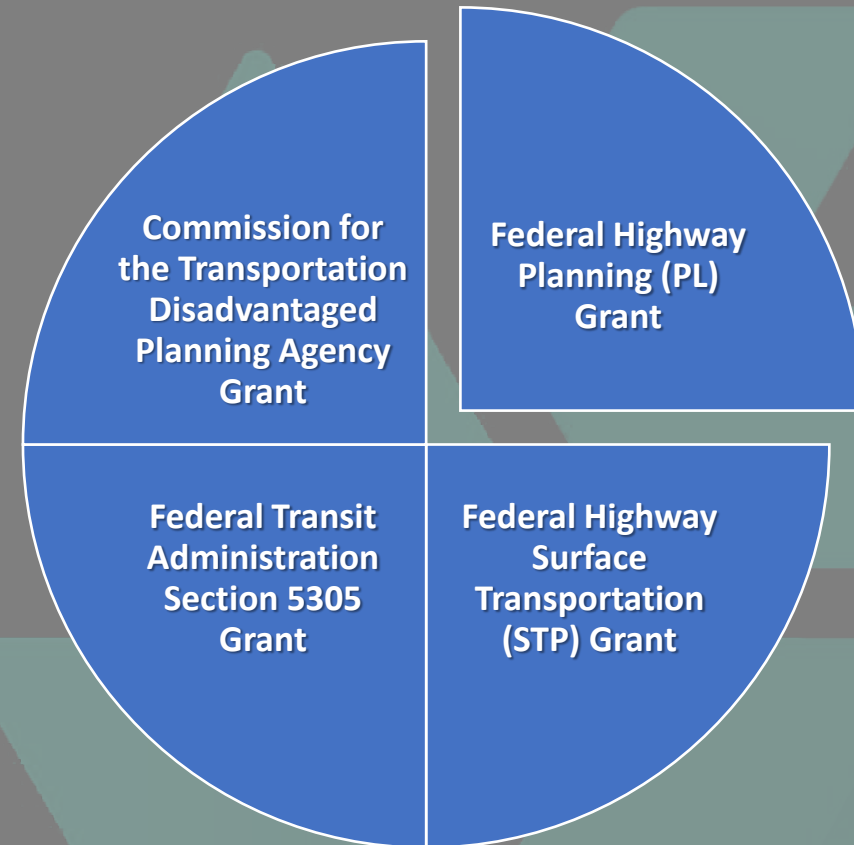 Commission for
the Transportation
Disadvantaged
Planning Agency
Grant
Federal Highway
Planning (PL)
Grant
Federal Transit
Administration
Section 5305
Grant
Federal Highway
Surface
Transportation
(STP) Grant